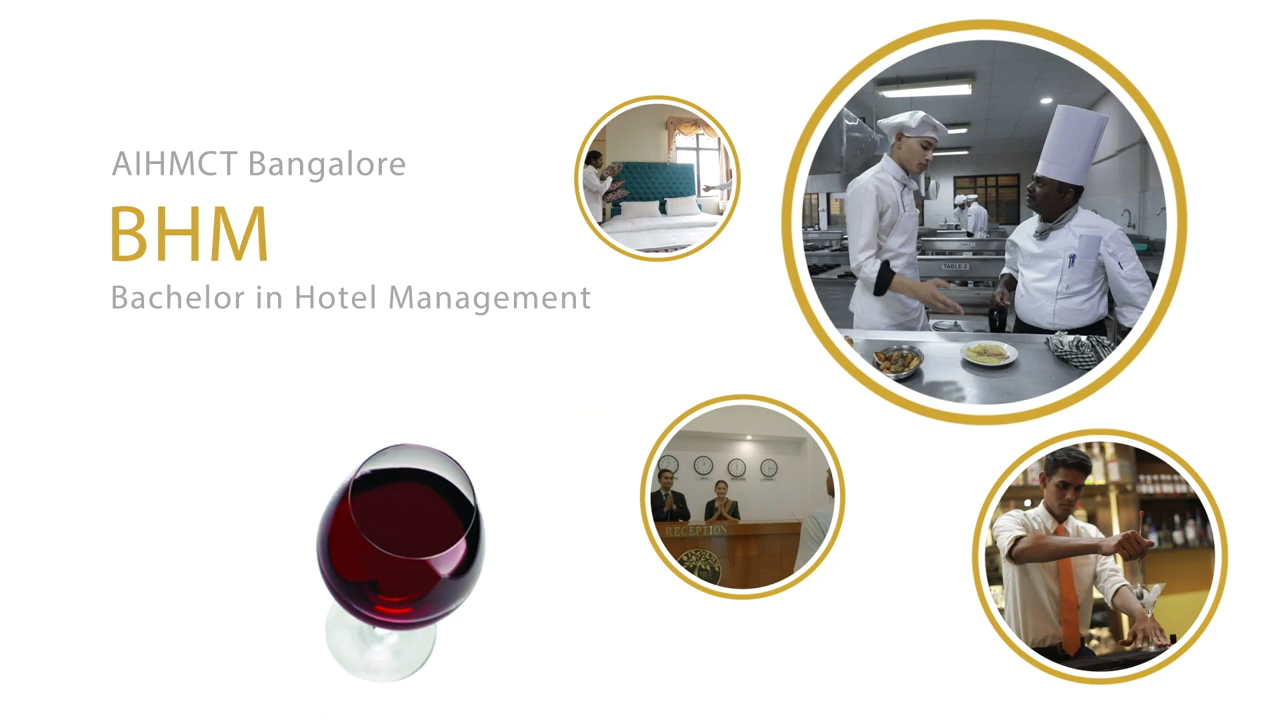 AIHMCT Bangalore
BHM
Bachelor in Hotel Management
TABLE-2
RECEPTION